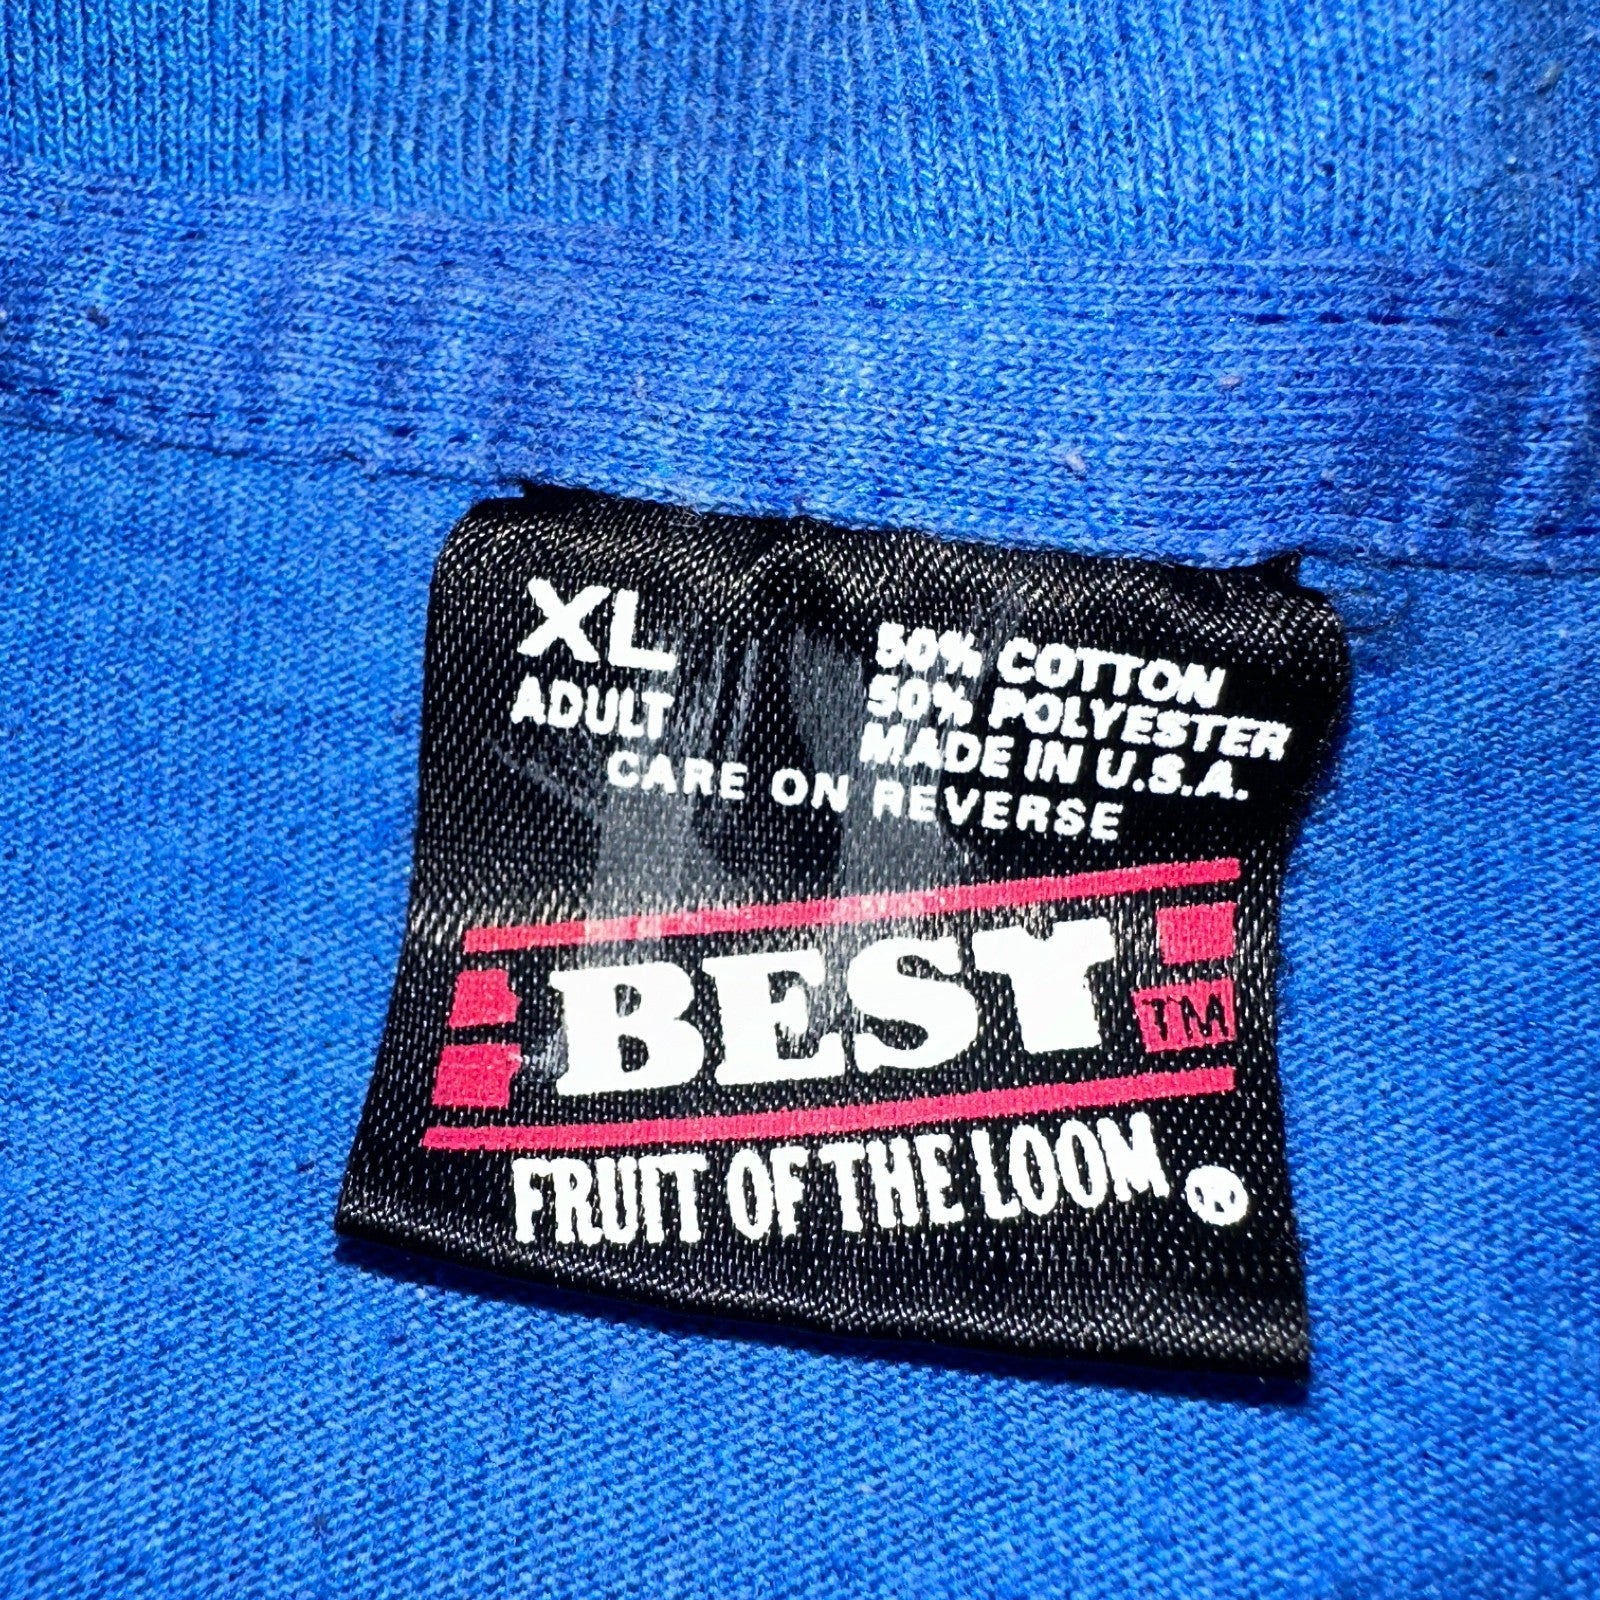 XL
ADULT
50% COTTON
50% POLYESTER
MADE IN U.S.A.
CARE ON REVERSE
BEST TM
FRUIT OF THE LOOM ®